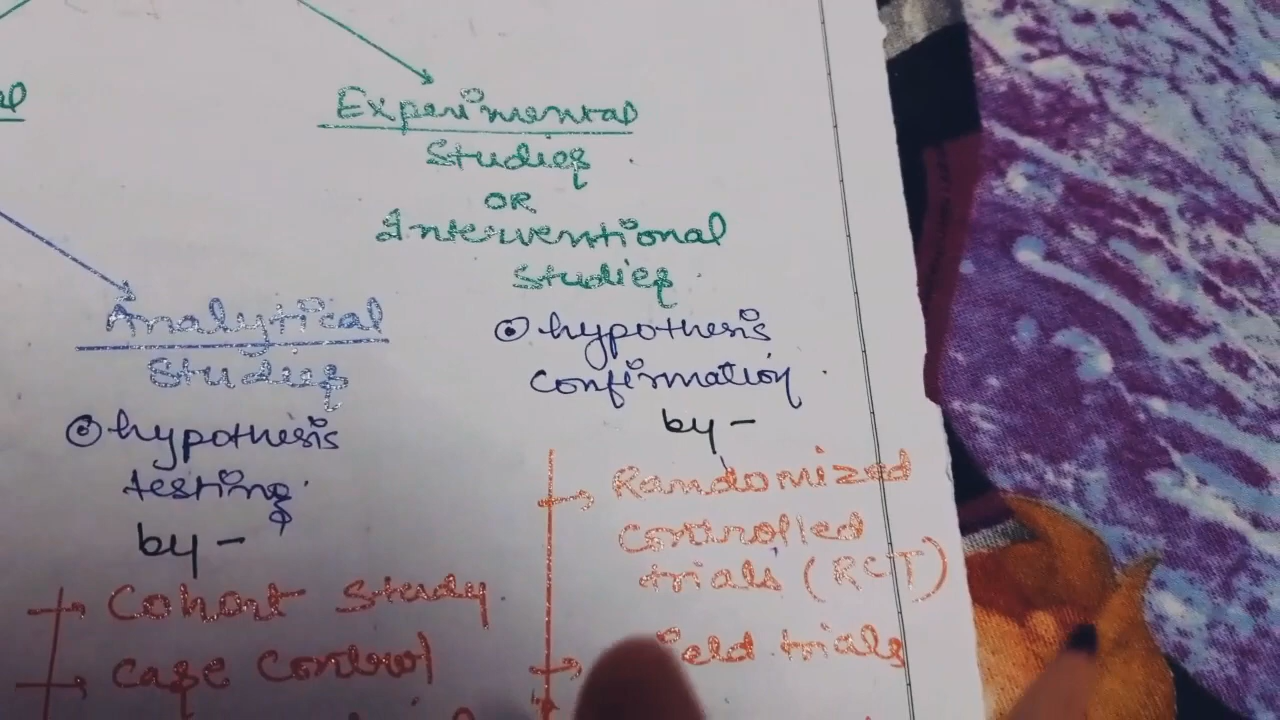 Experimental
Studies
OR
Interventional
Studies
⊙ hypothesis
Confirmation
by -
Randomized
Controlled
trials (RCT)
trials
Analytical
Studies
⊙ hypothesis
testing
by -
Cohort Study
Case Control